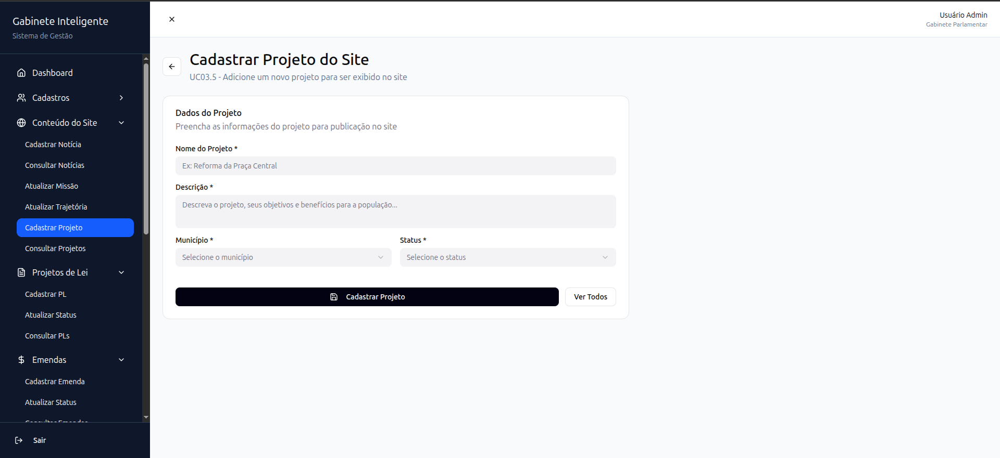 Gabinete Inteligente
Sistema de Gestão
Dashboard
Cadastros
Conteúdo do Site
Cadastrar Notícia
Consultar Notícias
Atualizar Missão
Atualizar Trajetória
Cadastrar Projeto
Consultar Projetos
Projetos de Lei
Cadastrar PL
Atualizar Status
Consultar PLs
Emendas
Cadastrar Emenda
Atualizar Status
Consultar Emendas
Sair
Usuário Admin
Gabinete Parlamentar
Cadastrar Projeto do Site
UC03.5 - Adicione um novo projeto para ser exibido no site
Dados do Projeto
Preencha as informações do projeto para publicação no site
Nome do Projeto *
Ex: Reforma da Praça Central
Descrição *
Descreva o projeto, seus objetivos e benefícios para a população...
Município *
Selecione o município
Status *
Selecione o status
Cadastrar Projeto
Ver Todos